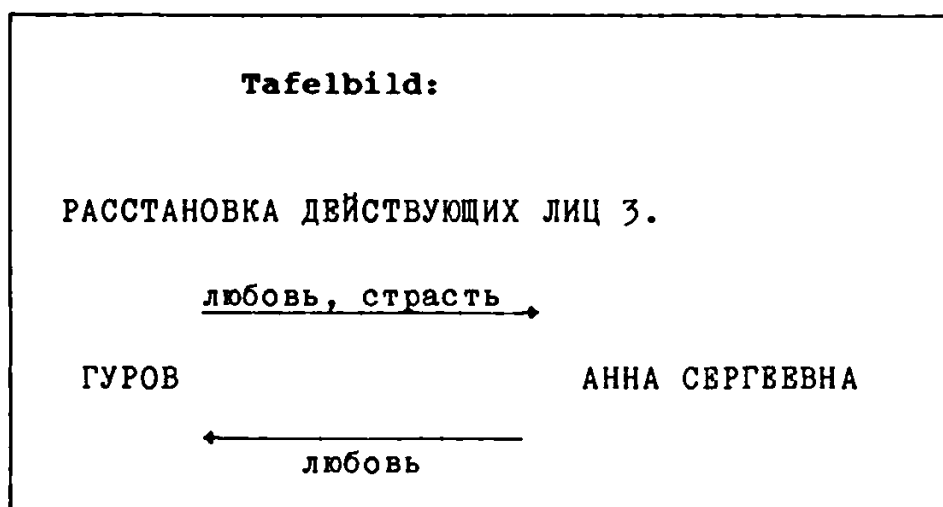 Tafelbild:
РАССТАНОВКА ДЕЙСТВУЮЩИХ ЛИЦ 3.
любовь, страсть
ГУРОВ АННА СЕРГЕЕВНА
любовь